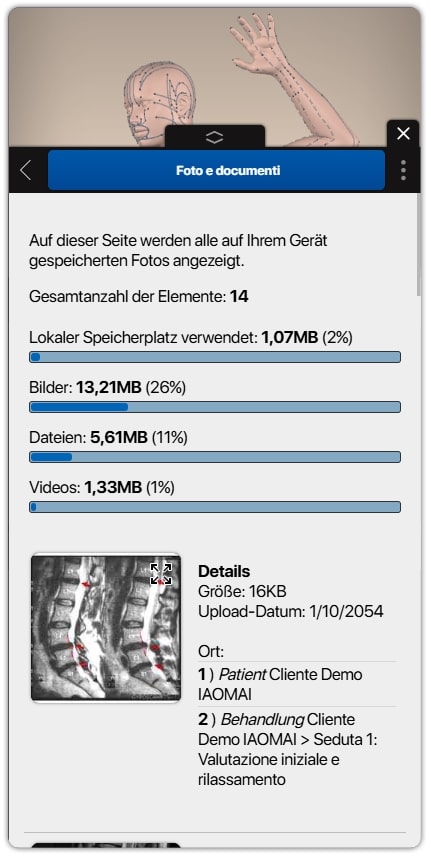 Foto e documenti
Auf dieser Seite werden alle auf Ihrem Gerät
gespeicherten Fotos angezeigt.
Gesamtanzahl der Elemente: 14
Lokaler Speicherplatz verwendet: 1,07MB (2%)
Bilder: 13,21MB (26%)
Dateien: 5,61MB (11%)
Videos: 1,33MB (1%)
Details
Größe: 16KB
Upload-Datum: 1/10/2054
Ort:
1 ) Patient Cliente Demo
IAOMAI
2 ) Behandlung Cliente
Demo IAOMAI > Seduta 1:
Valutazione iniziale e
rilassamento